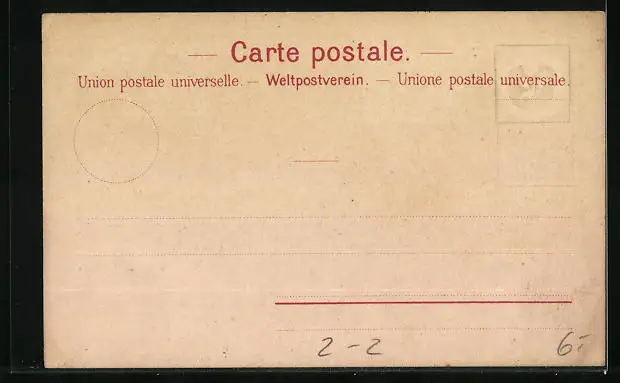 — Carte postale. —
Union postale universelle. — Weltpostverein. — Unione postale universale.
2-2 6.-